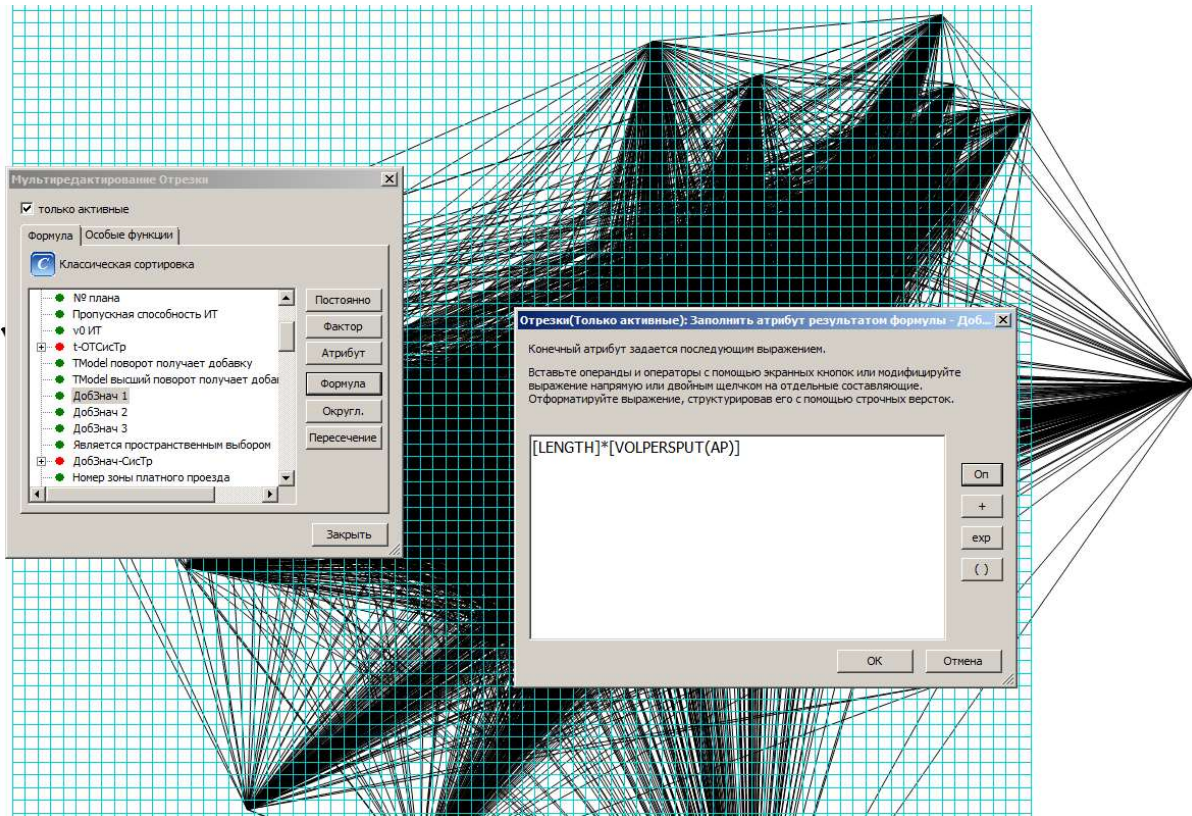 Мультиредактирование Отрезки
только активные
Формула
Особые функции
Классическая сортировка
№ плана
Пропускная способность ИТ
v0 ИТ
t-ОТСисТр
TModel поворот получает добавку
TModel высший поворот получает доба
ДобЗнач 1
ДобЗнач 2
ДобЗнач 3
Является пространственным выбором
ДобЗнач-СисТр
Номер зоны платного проезда
Постоянно
Фактор
Атрибут
Формула
Округл.
Пересечение
Закрыть
Отрезки(Только активные): Заполнить атрибут результатом формулы - Доб...
Конечный атрибут задается последующим выражением.
Вставьте операнды и операторы с помощью экранных кнопок или модифицируйте
выражение напрямую или двойным щелчком на отдельные составляющие.
Отформатируйте выражение, структурировав его с помощью строчных версток.
[LENGTH]*[VOLPERSPUT(AP)]
Оп
+
exp
( )
OK
Отмена